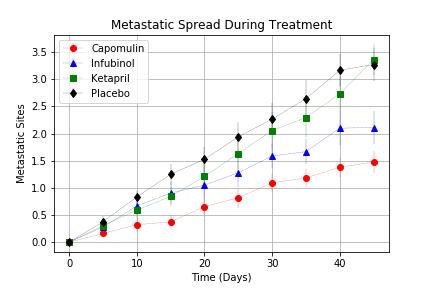 Metastatic Spread During Treatment
Capomulin
Infubinol
Ketapril
Placebo
Metastatic Sites
3.5
3.0
2.5
2.0
1.5
1.0
0.5
0.0
0
10
20
30
40
Time (Days)